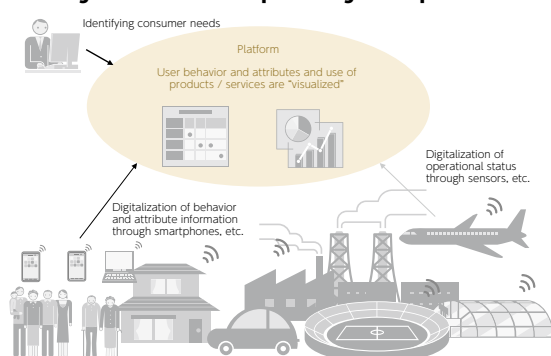 Identifying consumer needs
Platform
User behavior and attributes and use of
products / services are “visualized”
Digitalization of
operational status
through sensors, etc.
Digitalization of behavior
and attribute information
through smartphones, etc.